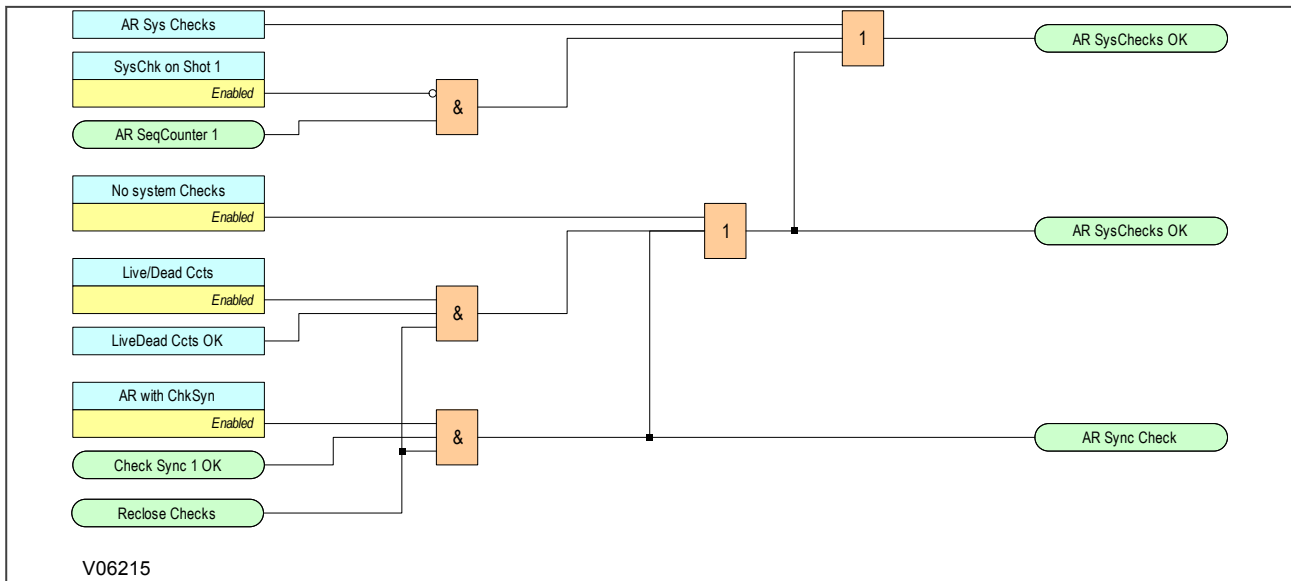 AR Sys Checks
SysChk on Shot 1
Enabled
AR SeqCounter 1
&
1
AR SysChecks OK
No system Checks
Enabled
1
AR SysChecks OK
Live/Dead Ccts
Enabled
LiveDead Ccts OK
&
AR with ChkSyn
Enabled
Check Sync 1 OK
&
AR Sync Check
Reclose Checks
V06215